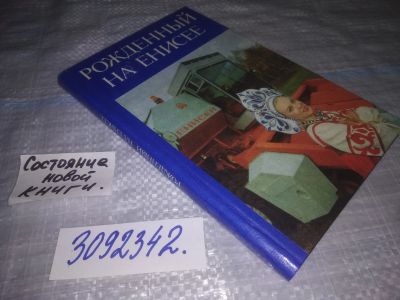 РОЖДЕННЫЙ
НА ЕНИСЕЕ
Состояние
новой
книги.
3092342.